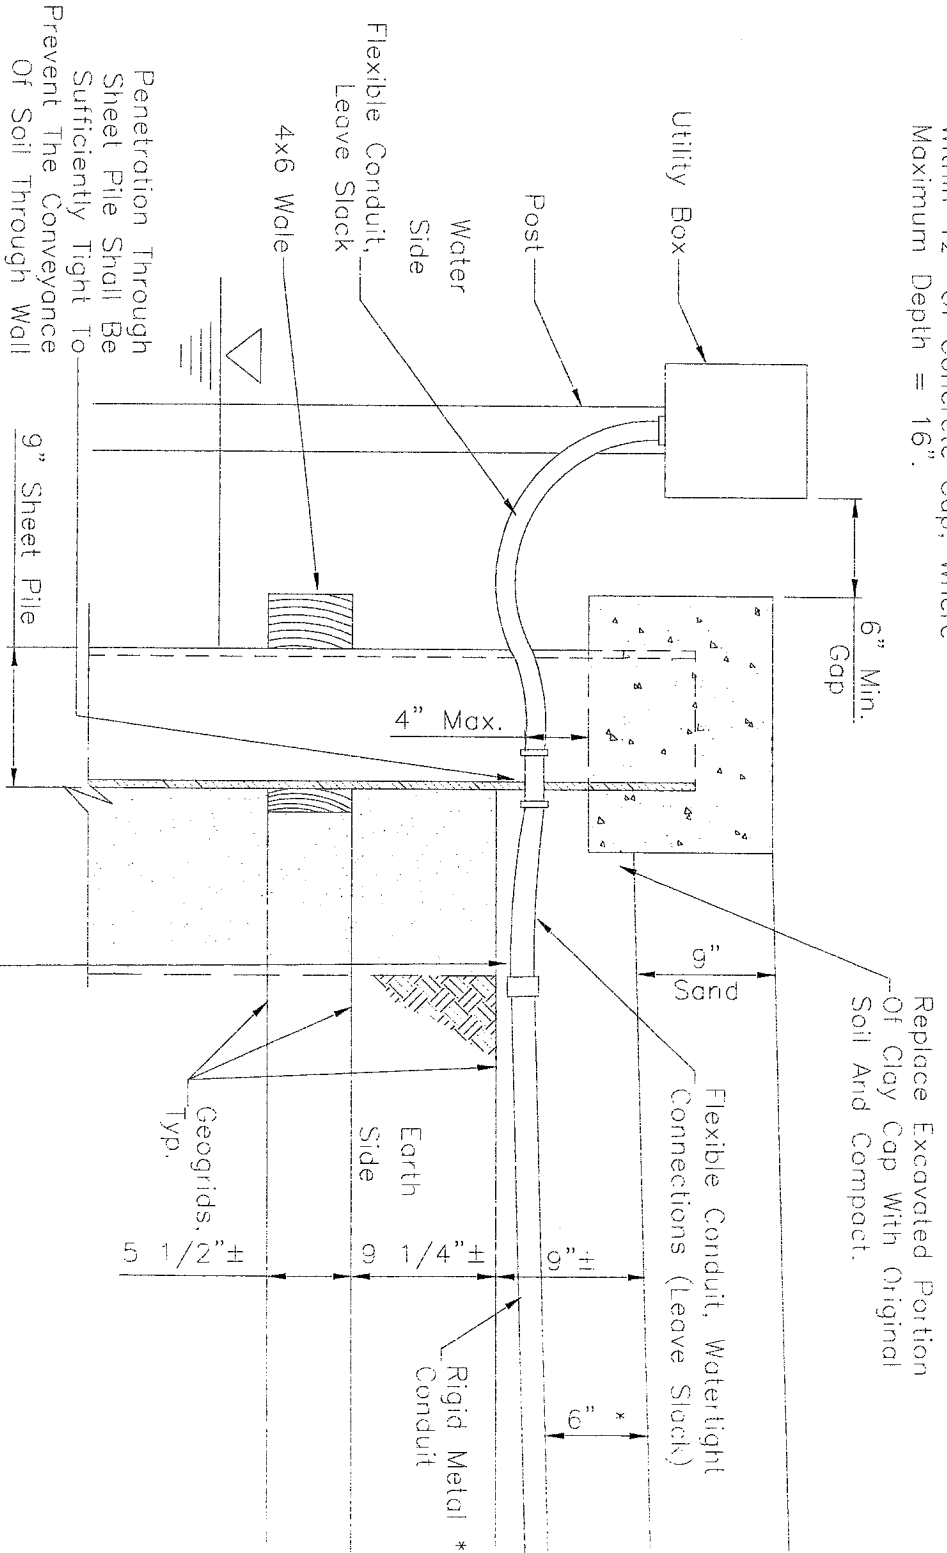 Maximum Depth = 16".
Utility Box
Post
Water
Side
Flexible Conduit,
Leave Slack
4x6 Wale
Penetration Through
Sheet Pile Shall Be
Sufficiently Tight To
Prevent The Conveyance
Of Soil Through Wall
9" Sheet Pile
6" Min.
Gap
4" Max.
9"
Sand
Replace Excavated Portion
Of Clay Cap With Original
Soil And Compact.
Flexible Conduit, Watertight
Connections (Leave Slack)
Earth
Side
Geogrids,
Typ.
5 1/2"±
9 1/4"±
9"±
6" *
Rigid Metal *
Conduit